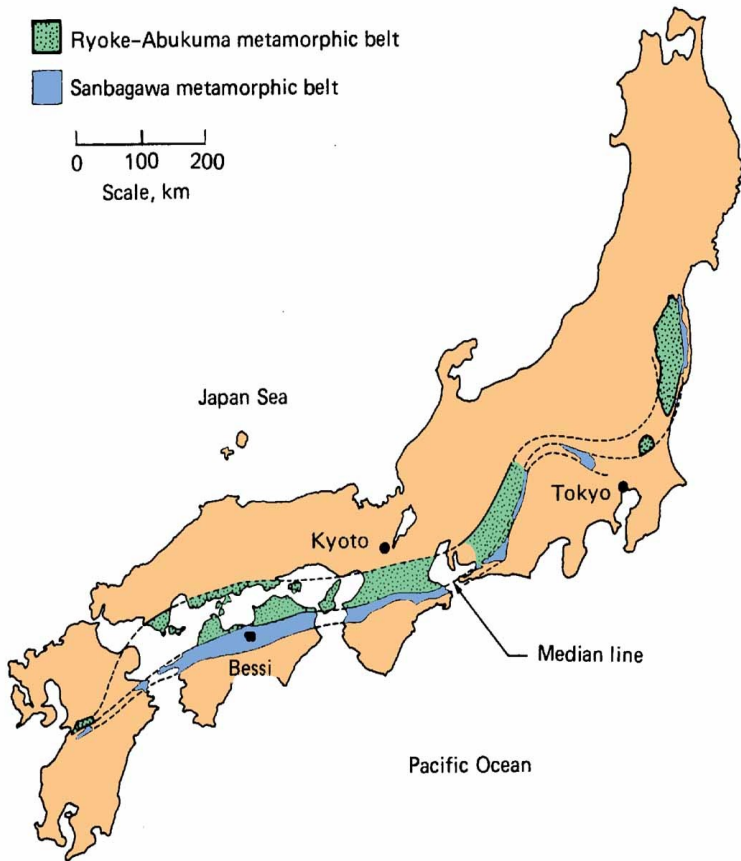 Ryoke–Abukuma metamorphic belt
Sanbagawa metamorphic belt
0 100 200
Scale, km
Japan Sea
Tokyo
Kyoto
Median line
Bessi
Pacific Ocean